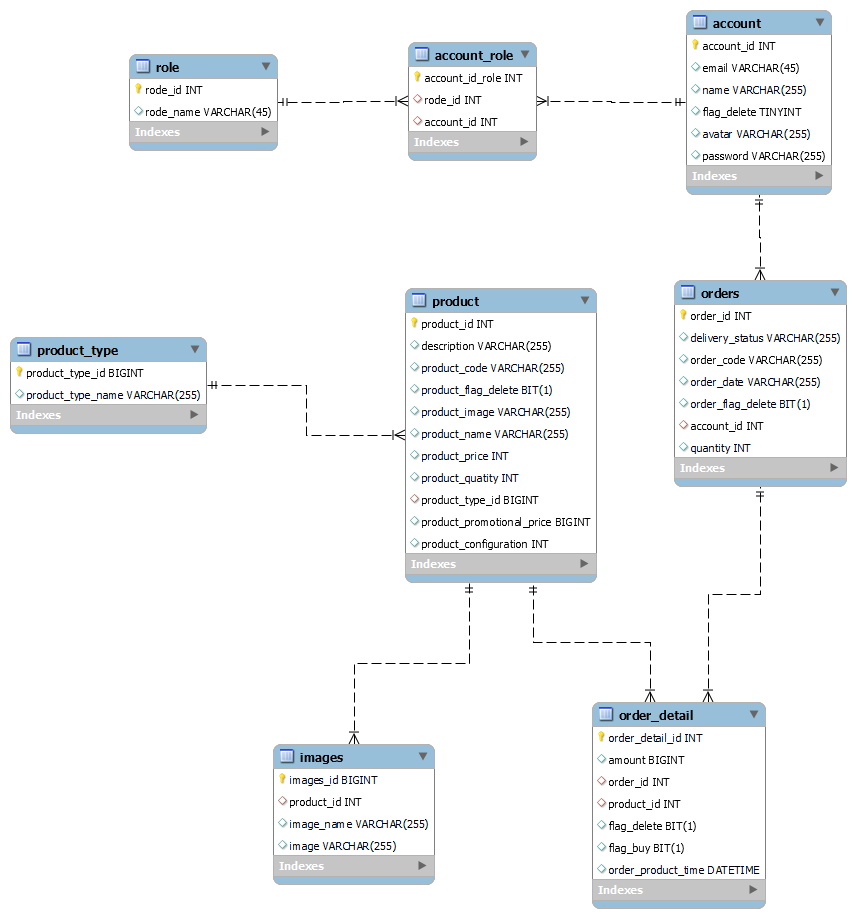 role
rode_id INT
rode_name VARCHAR(45)
Indexes
account_role
account_id_role INT
rode_id INT
account_id INT
Indexes
account
account_id INT
email VARCHAR(45)
name VARCHAR(255)
flag_delete TINYINT
avatar VARCHAR(255)
password VARCHAR(255)
Indexes
product_type
product_type_id BIGINT
product_type_name VARCHAR(255)
Indexes
product
product_id INT
description VARCHAR(255)
product_code VARCHAR(255)
product_flag_delete BIT(1)
product_image VARCHAR(255)
product_name VARCHAR(255)
product_price INT
product_quatity INT
product_type_id BIGINT
product_promotional_price BIGINT
product_configuration INT
Indexes
orders
order_id INT
delivery_status VARCHAR(255)
order_code VARCHAR(255)
order_date VARCHAR(255)
order_flag_delete BIT(1)
account_id INT
quantity INT
Indexes
images
images_id BIGINT
product_id INT
image_name VARCHAR(255)
image VARCHAR(255)
Indexes
order_detail
order_detail_id INT
amount BIGINT
order_id INT
product_id INT
flag_delete BIT(1)
flag_buy BIT(1)
order_product_time DATETIME
Indexes